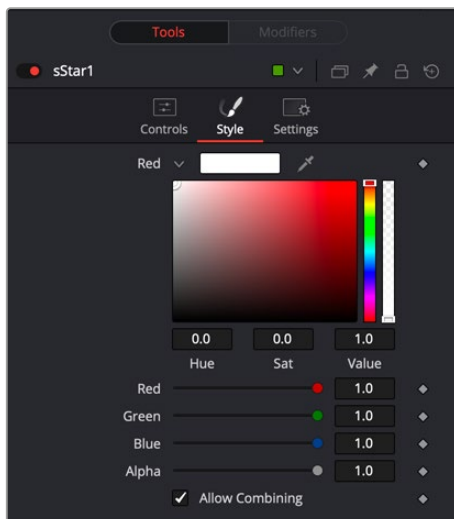 Tools Modifiers
sStar1
Controls Style Settings
Red
0.0 0.0 1.0
Hue Sat Value
Red 1.0
Green 1.0
Blue 1.0
Alpha 1.0
Allow Combining